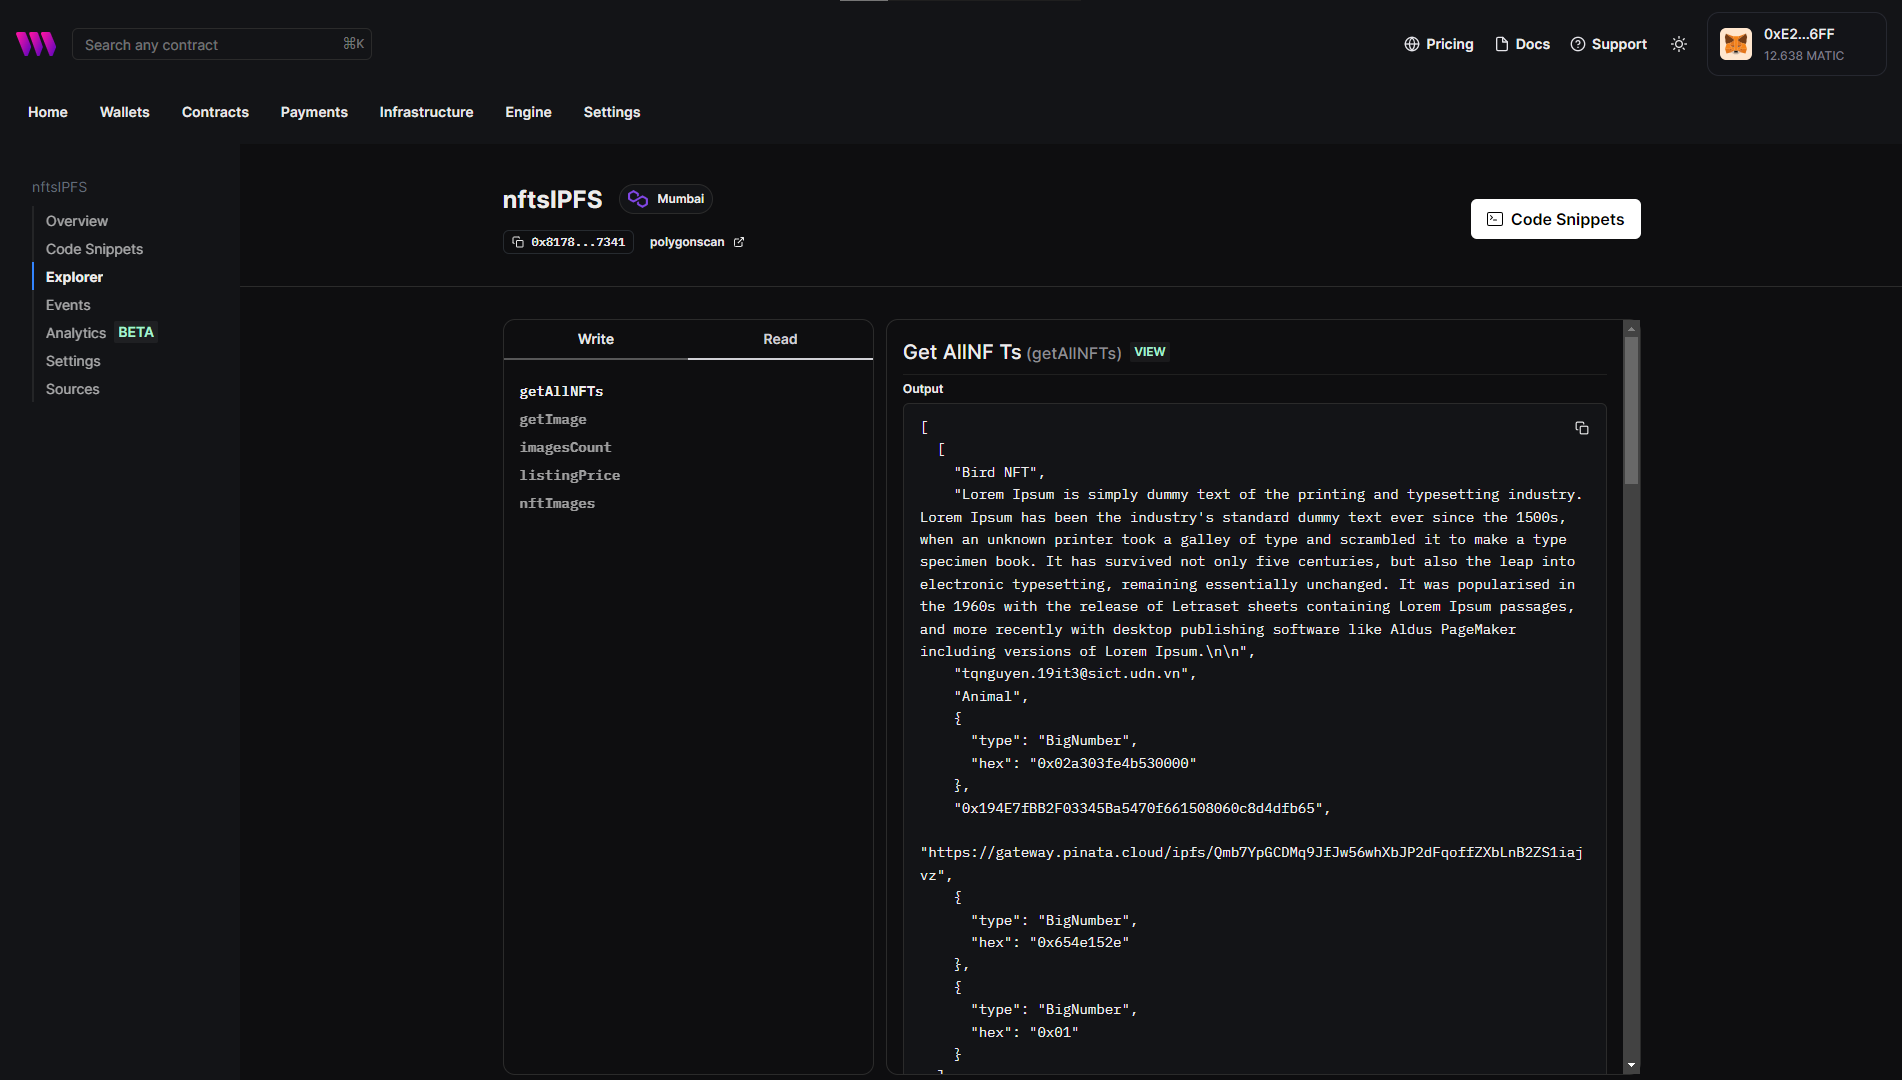 Search any contract ⌘K
Pricing Docs Support
0xE2...6FF
12.638 MATIC
Home Wallets Contracts Payments Infrastructure Engine Settings
nftsIPFS
Overview
Code Snippets
Explorer
Events
Analytics BETA
Settings
Sources
nftsIPFS Mumbai
0x8178...7341 polygonscan
Code Snippets
Write Read
getAllNFTs
getImage
imagesCount
listingPrice
nftImages
Get AllNF Ts (getAllNFTs) VIEW
Output
[
[
"Bird NFT",
"Lorem Ipsum is simply dummy text of the printing and typesetting industry.
Lorem Ipsum has been the industry's standard dummy text ever since the 1500s,
when an unknown printer took a galley of type and scrambled it to make a type
specimen book. It has survived not only five centuries, but also the leap into
electronic typesetting, remaining essentially unchanged. It was popularised in
the 1960s with the release of Letraset sheets containing Lorem Ipsum passages,
and more recently with desktop publishing software like Aldus PageMaker
including versions of Lorem Ipsum.\n\n",
"tqnguyen.19it3@sict.udn.vn",
"Animal",
{
"type": "BigNumber",
"hex": "0x02a303fe4b530000"
},
"0x194E7fBB2F03345Ba5470f661508060c8d4dfb65",
"https://gateway.pinata.cloud/ipfs/Qmb7YpGCDMq9JfJw56whXbJP2dFqoffZXbLnB2ZS1iaj
vz",
{
"type": "BigNumber",
"hex": "0x654e152e"
},
{
"type": "BigNumber",
"hex": "0x01"
}